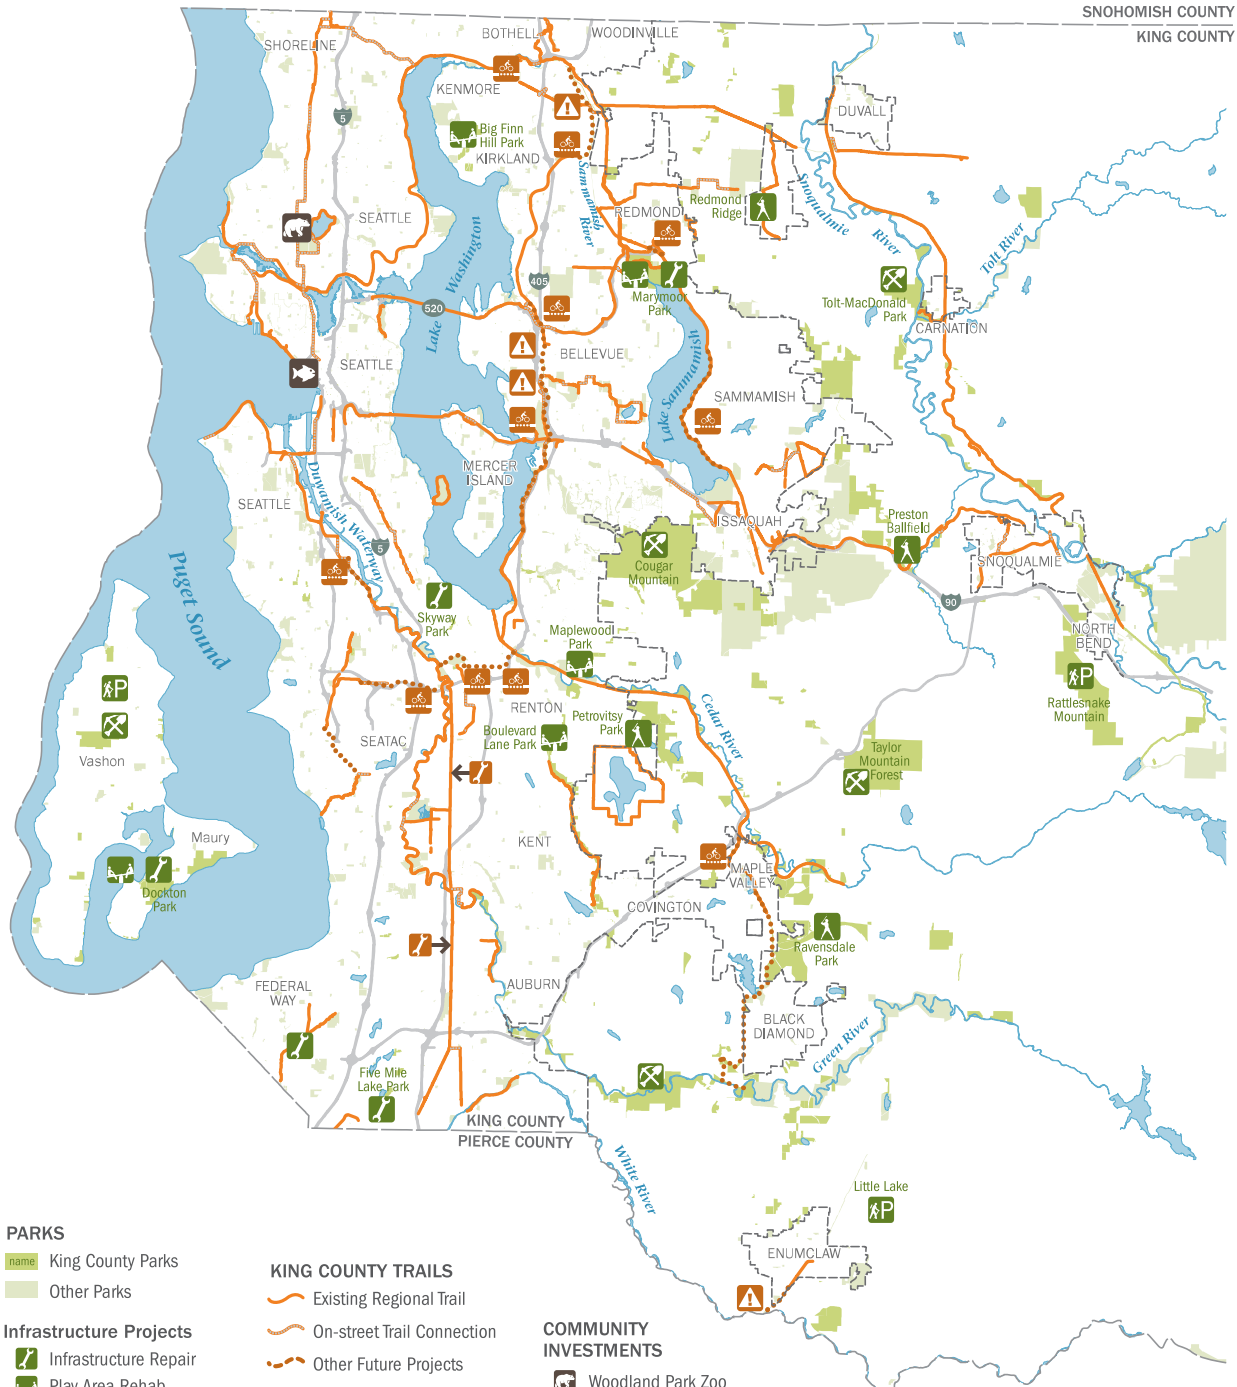 SNOHOMISH COUNTY
KING COUNTY
BOTHELL
WOODINVILLE
SHORELINE
KENMORE
5
DUVALL
Big Finn
Hill Park
KIRKLAND
Sammamish
River
Snoqualmie
River
Redmond
Ridge
SEATTLE
REDMOND
Tolt River
Lake Washington
405
520
Marymoor
Park
Tolt-MacDonald
Park
CARNATION
BELLEVUE
SEATTLE
Lake Sammamish
SAMMAMISH
MERCER
ISLAND
SEATTLE
Duwamish Waterway
5
ISSAQUAH
Preston
Ballfield
SNOQUALMIE
Cougar
Mountain
Puget Sound
90
Skyway
Park
Maplewood
Park
NORTH
BEND
P
Rattlesnake
Mountain
P
RENTON
Cedar River
Petrovitsy
Park
Boulevard
Lane Park
SEATAC
Vashon
Taylor
Mountain
Forest
Maury
KENT
MAPLE
VALLEY
Dockton
Park
COVINGTON
Ravensdale
Park
FEDERAL
WAY
AUBURN
BLACK
DIAMOND
Green River
Five Mile
Lake Park
KING COUNTY
PIERCE COUNTY
White River
Little Lake
P
ENUMCLAW
PARKS
name King County Parks
Other Parks
Infrastructure Projects
Infrastructure Repair
Play Area Rehab
KING COUNTY TRAILS
Existing Regional Trail
On-street Trail Connection
Other Future Projects
COMMUNITY
INVESTMENTS
Woodland Park Zoo